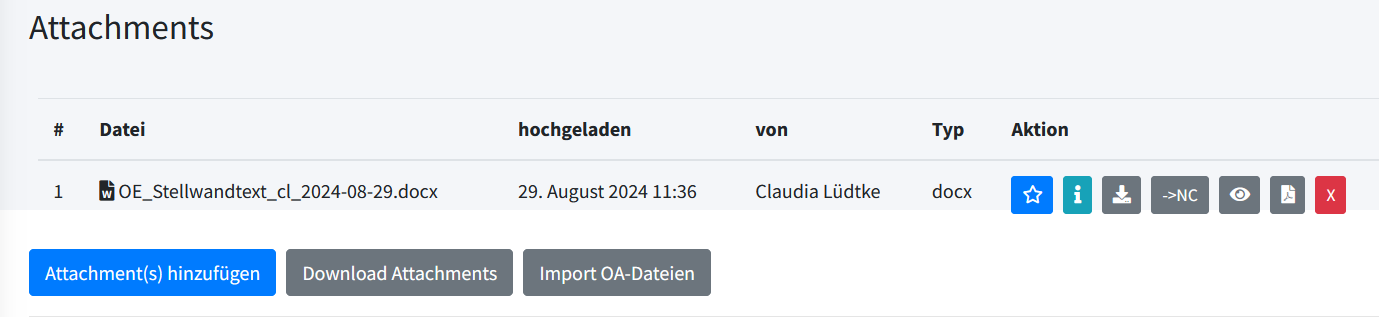 Attachments
# Datei hochgeladen von Typ Aktion
1 OE_Stellwandtext_cl_2024-08-29.docx 29. August 2024 11:36 Claudia Lüdtke docx ->NC X
Attachment(s) hinzufügen Download Attachments Import OA-Dateien